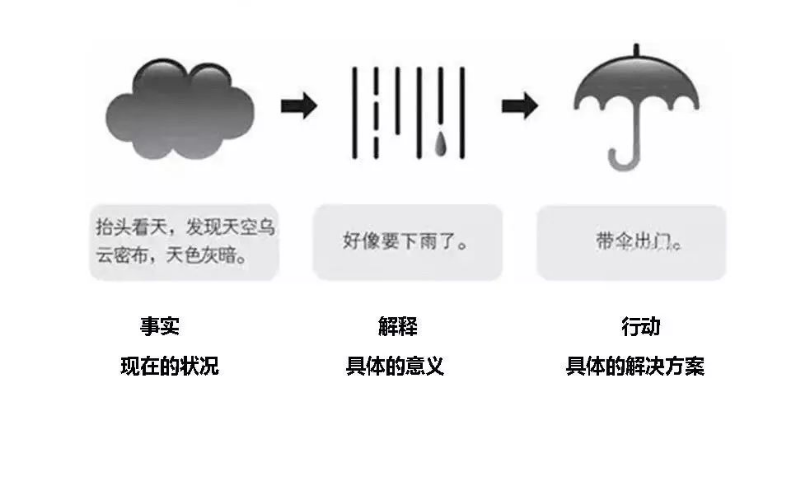 抬头看天，发现天空乌
云密布，天色灰暗。
好像要下雨了。
带伞出门。
事实
解释
行动
现在的状况
具体的意义
具体的解决方案